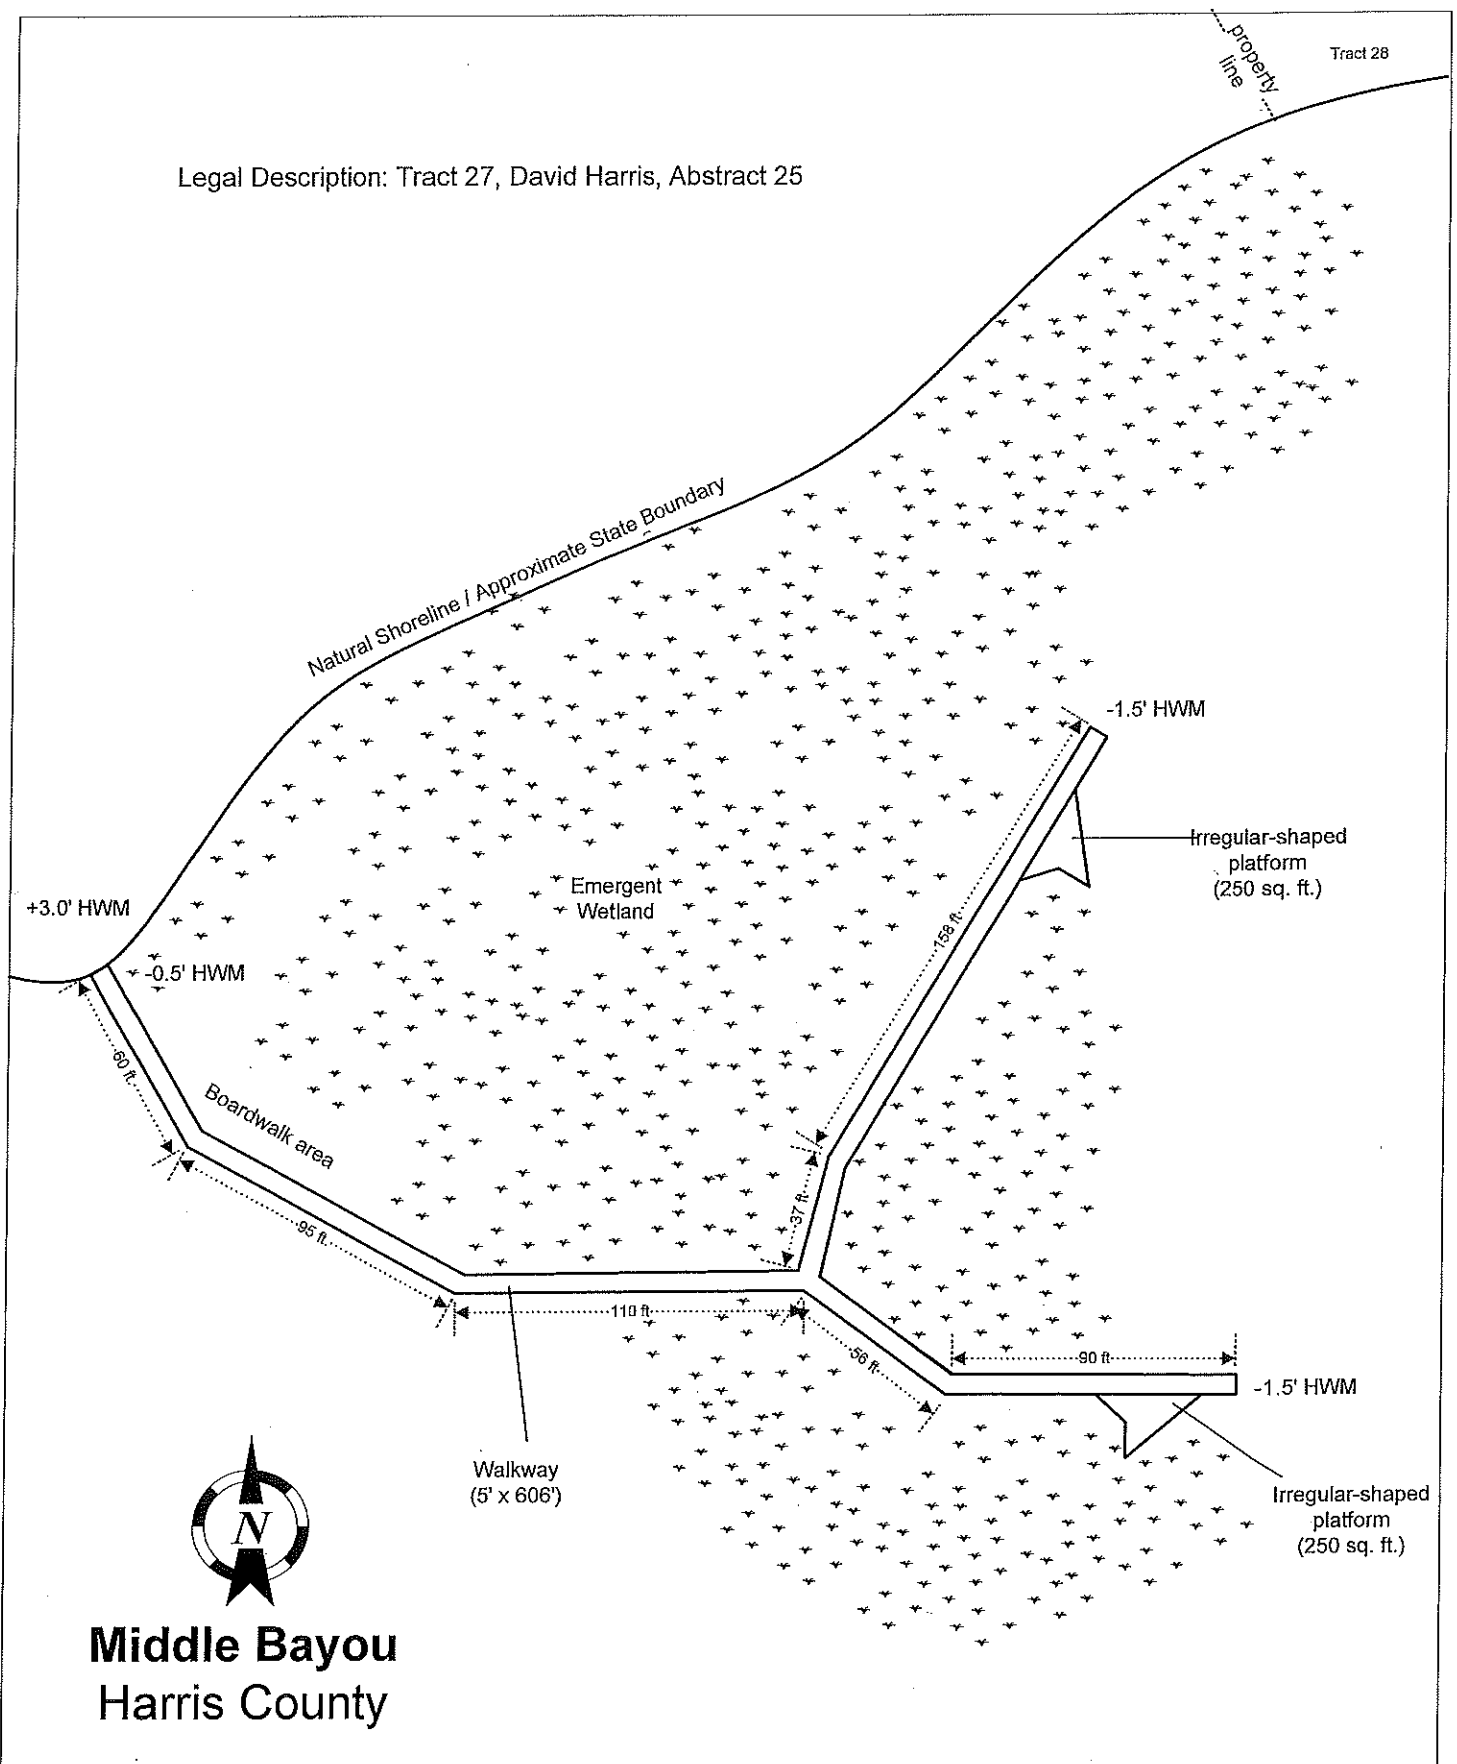 property
line
Tract 28
Legal Description: Tract 27, David Harris, Abstract 25
Natural Shoreline / Approximate State Boundary
-1.5' HWM
Irregular-shaped
platform
(250 sq. ft.)
Emergent
Wetland
+3.0' HWM
-0.5' HWM
158 ft.
60 ft.
Boardwalk area
37 ft.
95 ft.
110 ft.
56 ft.
90 ft
-1.5' HWM
Walkway
(5' x 606')
Irregular-shaped
platform
(250 sq. ft.)
N
Middle Bayou
Harris County